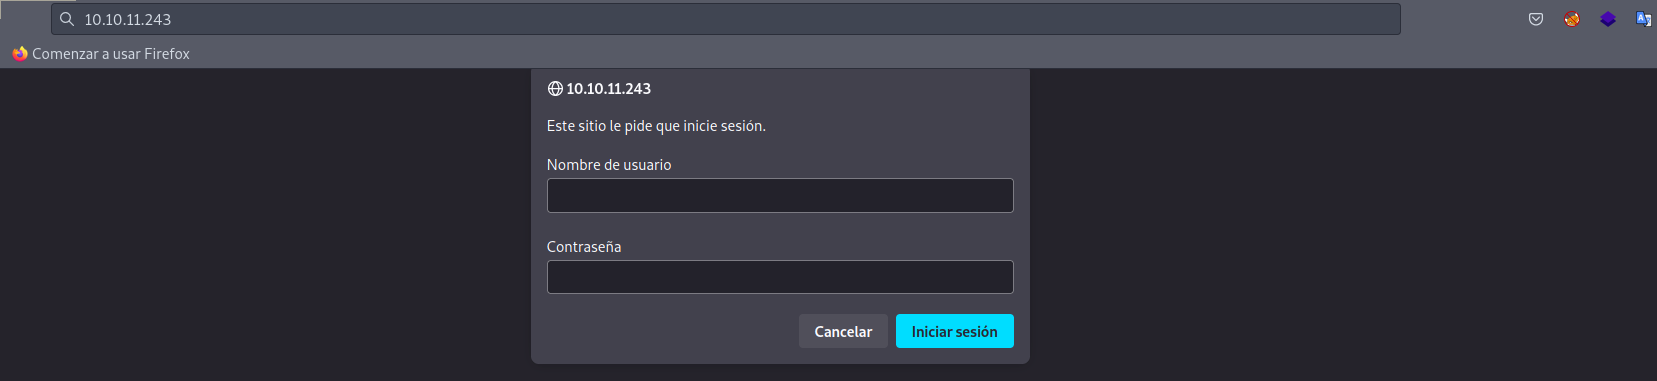 10.10.11.243
Comenzar a usar Firefox
10.10.11.243
Este sitio le pide que inicie sesión.
Nombre de usuario
Contraseña
Cancelar Iniciar sesión